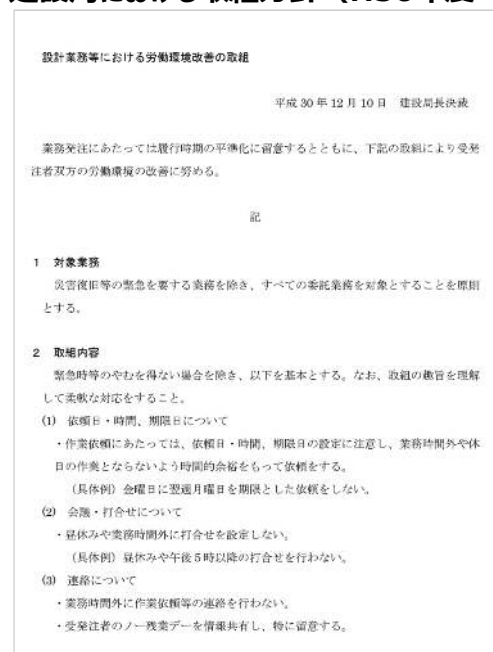 建設局における取組方針（H30年度
設計業務等における労働環境改善の取組
平成 30 年 12 月 10 日　建設局長決裁
業務発注にあたっては履行時期の平準化に留意するとともに、下記の取組により受発
注者双方の労働環境の改善に努める。
記
1　対象業務
災害復旧等の緊急を要する業務を除き、すべての委託業務を対象とすることを原則
とする。
2　取組内容
緊急時等のやむを得ない場合を除き、以下を基本とする。なお、取組の趣旨を理解
して柔軟な対応をすること。
(1)　依頼日・時間、期限日について
・作業依頼にあたっては、依頼日・時間、期限日の設定に注意し、業務時間外や休
日の作業とならないよう時間的余裕をもって依頼をする。
（具体例）金曜日に翌週月曜日を期限とした依頼をしない。
(2)　会議・打合せについて
・昼休みや業務時間外に打合せを設定しない。
（具体例）昼休みや午後５時以降の打合せを行わない。
(3)　連絡について
・業務時間外に作業依頼等の連絡を行わない。
・受発注者のノー残業デーを情報共有し、特に留意する。